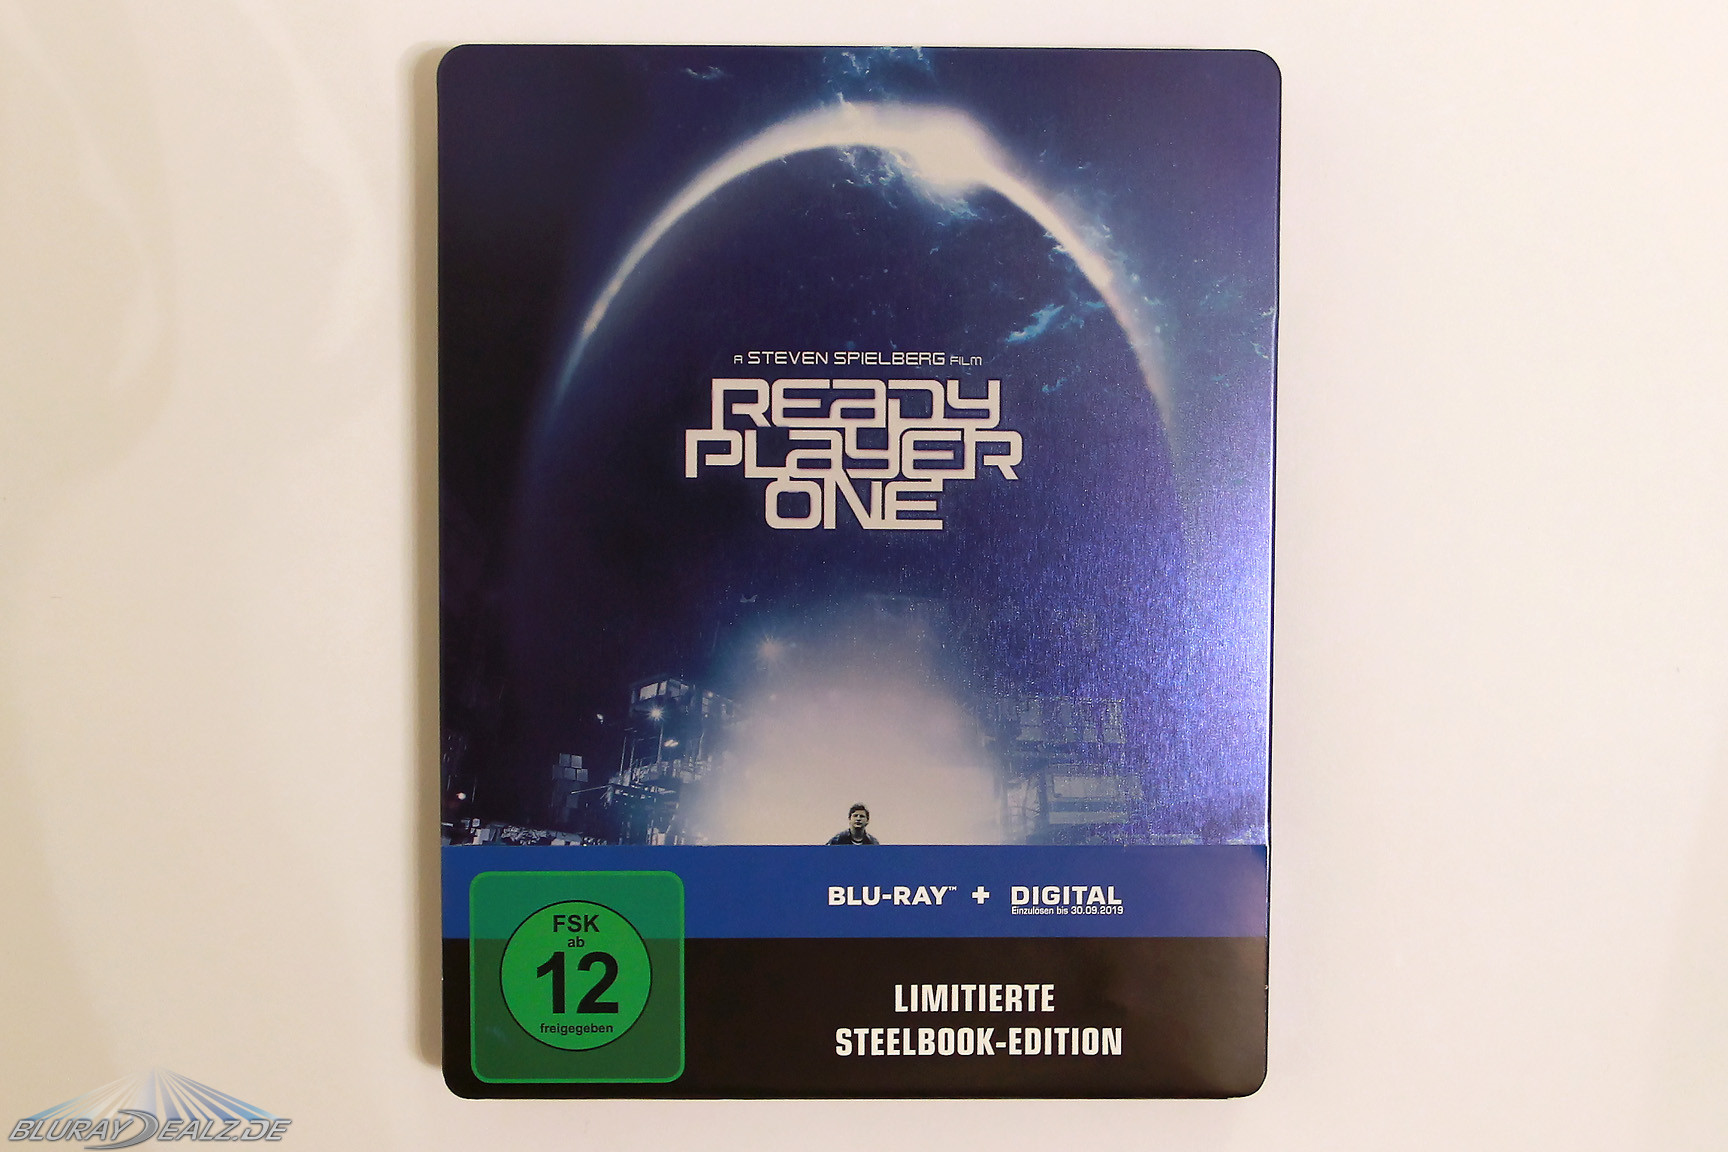 A STEVEN SPIELBERG FILM
READY
PLAYER
ONE
BLU-RAY™ + DIGITAL
Einzulösen bis 30.09.2019
FSK
ab
12
freigegeben
LIMITIERTE
STEELBOOK-EDITION
BLURAYDEALZ.DE